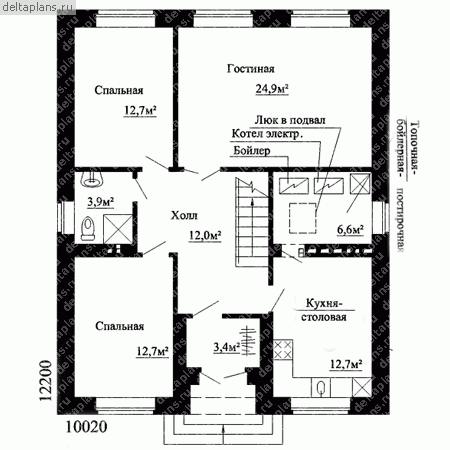 deltaplans.ru
Спальная
12.7м²
Гостиная
24,9м²
Люк в подвал
Котел электр.
Бойлер
Топочная-
бойлерная- постирочная
3,9м²
Холл
12,0м²
6,6м²
Спальная
12.7м²
3,4м²
Кухня-
столовая
12,7м²
12200
10020